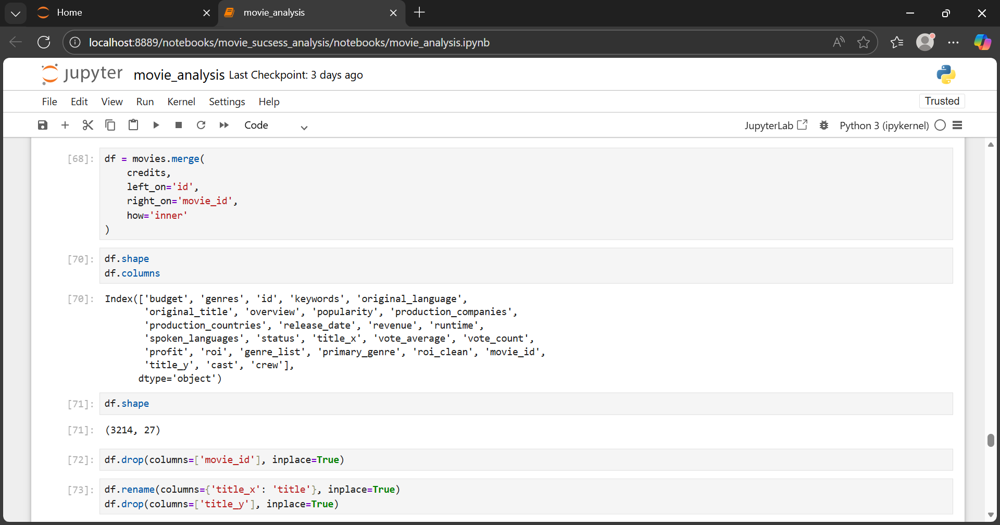 Home
movie_analysis
localhost:8889/notebooks/movie_sucsess_analysis/notebooks/movie_analysis.ipynb
jupyter movie_analysis Last Checkpoint: 3 days ago
File Edit View Run Kernel Settings Help
Trusted
Code
JupyterLab
Python 3 (ipykernel)
[68]: df = movies.merge(
    credits,
    left_on='id',
    right_on='movie_id',
    how='inner'
)
[70]: df.shape
df.columns
[70]: Index(['budget', 'genres', 'id', 'keywords', 'original_language',
       'original_title', 'overview', 'popularity', 'production_companies',
       'production_countries', 'release_date', 'revenue', 'runtime',
       'spoken_languages', 'status', 'title_x', 'vote_average', 'vote_count',
       'profit', 'roi', 'genre_list', 'primary_genre', 'roi_clean', 'movie_id',
       'title_y', 'cast', 'crew'],
      dtype='object')
[71]: df.shape
[71]: (3214, 27)
[72]: df.drop(columns=['movie_id'], inplace=True)
[73]: df.rename(columns={'title_x': 'title'}, inplace=True)
df.drop(columns=['title_y'], inplace=True)